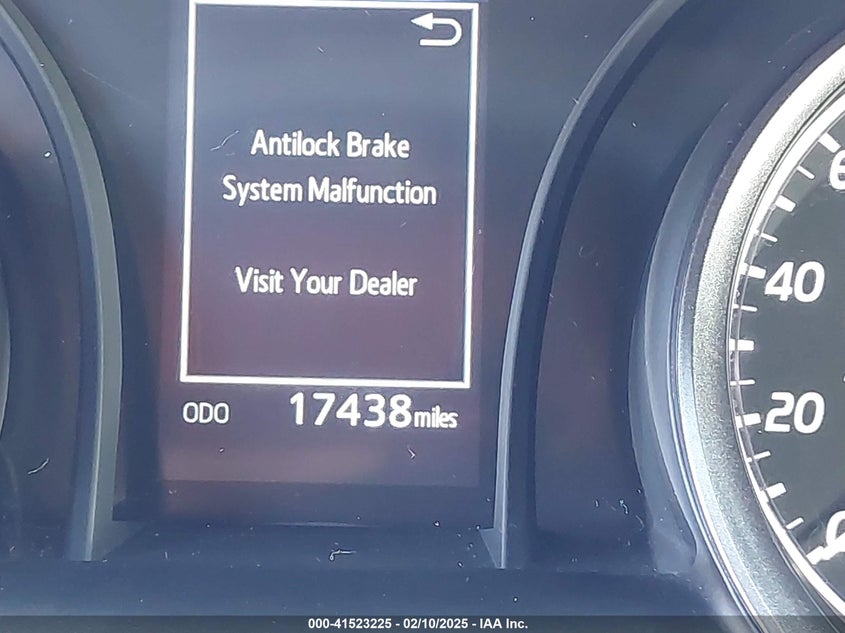 Antilock Brake
System Malfunction
Visit Your Dealer
ODO 17438 miles
40
20
0
000-41523225 - 02/10/2025 - IAA Inc.